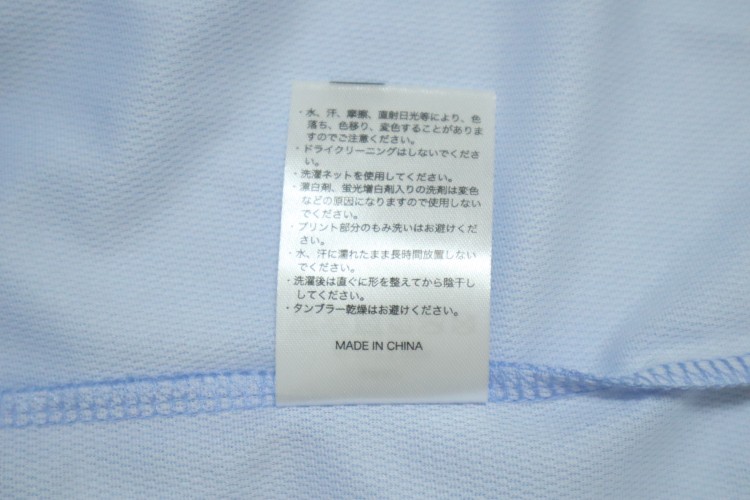 ・水、汗、摩擦、直射日光等により、色
落ち、色移り、変色することがありま
すのでご注意ください。
・ドライクリーニングはしないでくださ
い。
・洗濯ネットを使用してください。
・漂白剤、蛍光増白剤入りの洗剤は変色
などの原因になりますので使用しない
でください。
・プリント部分のもみ洗いはお避けくだ
さい。
・水、汗に濡れたまま長時間放置しない
でください。
・洗濯後は直ぐに形を整えてから陰干し
してください。
・タンブラー乾燥はお避けください。
MADE IN CHINA